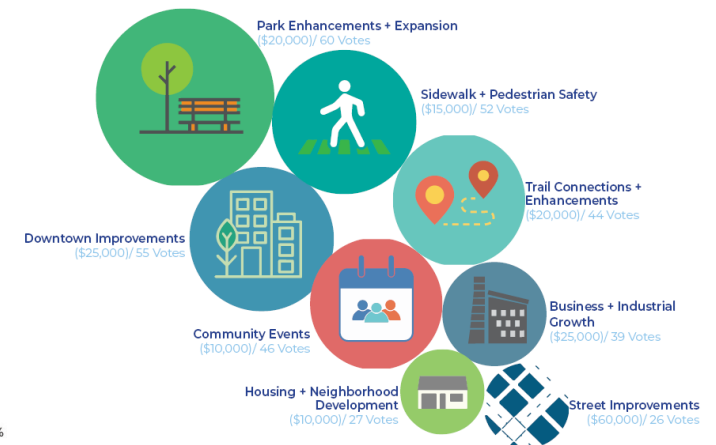 Park Enhancements + Expansion
($20,000)/ 60 Votes
Sidewalk + Pedestrian Safety
($15,000)/ 52 Votes
Trail Connections +
Enhancements
($20,000)/ 44 Votes
Downtown Improvements
($25,000)/ 55 Votes
Business + Industrial
Growth
($25,000)/ 39 Votes
Community Events
($10,000)/ 46 Votes
Housing + Neighborhood
Development
($10,000)/ 27 Votes
Street Improvements
($60,000)/ 26 Votes
%